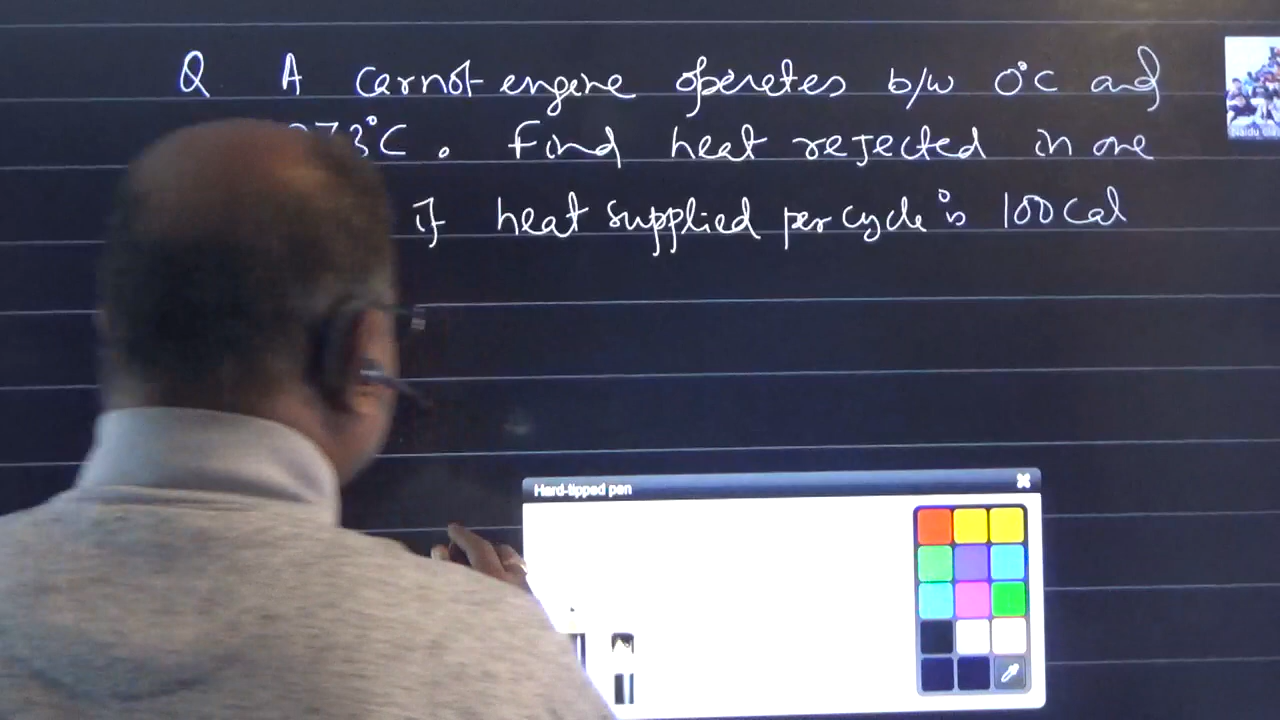 Q. A carnot engine operates b/w 0°C and
273°C. Find heat rejected in one
if heat supplied per cycle is 100 Cal
Hard-tipped pen